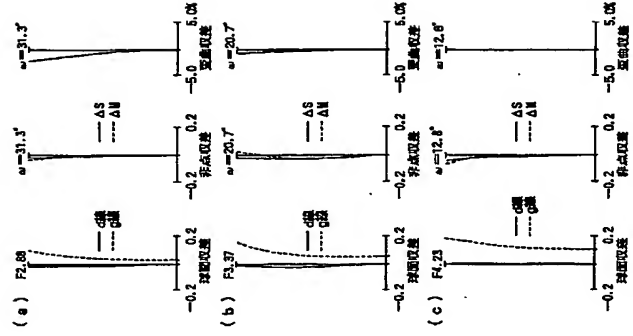 (a)
F2.88
d線
g線
-0.2 0.2
球面収差
ω=31.3°
ΔS
ΔM
-0.2 0.2
非点収差
ω=31.3°
-5.0 5.0%
歪曲収差
(b)
F3.37
d線
g線
-0.2 0.2
球面収差
ω=20.7°
ΔS
ΔM
-0.2 0.2
非点収差
ω=20.7°
-5.0 5.0%
歪曲収差
(c)
F4.23
d線
g線
-0.2 0.2
球面収差
ω=12.8°
ΔS
ΔM
-0.2 0.2
非点収差
ω=12.8°
-5.0 5.0%
歪曲収差